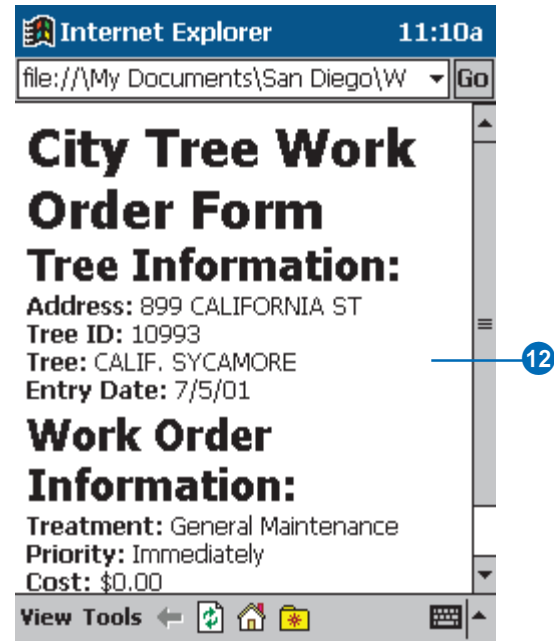 Internet Explorer 11:10a
file://\My Documents\San Diego\W Go
City Tree Work
Order Form
Tree Information:
Address: 899 CALIFORNIA ST
Tree ID: 10993
Tree: CALIF. SYCAMORE
12
Entry Date: 7/5/01
Work Order
Information:
Treatment: General Maintenance
Priority: Immediately
Cost: $0.00
View Tools